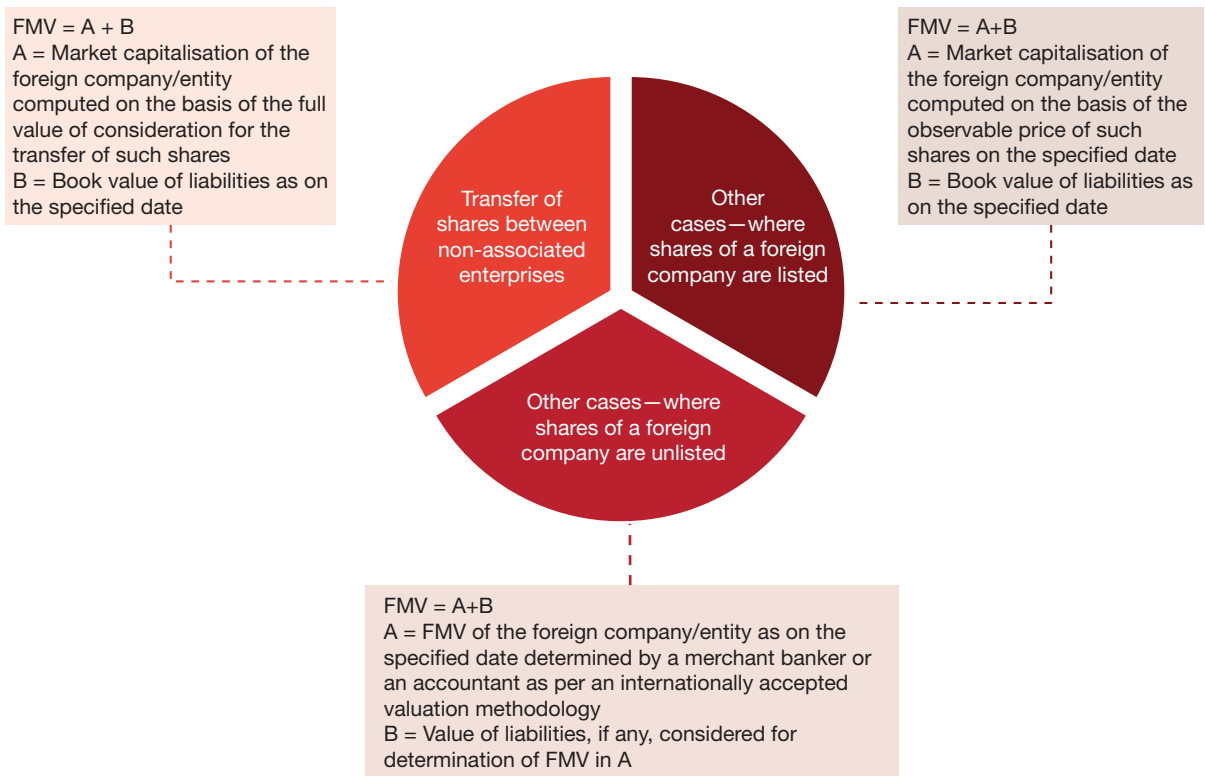 FMV = A + B
A = Market capitalisation of the
foreign company/entity
computed on the basis of the full
value of consideration for the
transfer of such shares
B = Book value of liabilities as on
the specified date
FMV = A+B
A = Market capitalisation of
the foreign company/entity
computed on the basis of the
observable price of such
shares on the specified date
B = Book value of liabilities as
on the specified date
Transfer of
shares between
non-associated
enterprises
Other
cases—where
shares of a foreign
company are listed
Other cases—where
shares of a foreign
company are unlisted
FMV = A+B
A = FMV of the foreign company/entity as on the
specified date determined by a merchant banker or
an accountant as per an internationally accepted
valuation methodology
B = Value of liabilities, if any, considered for
determination of FMV in A